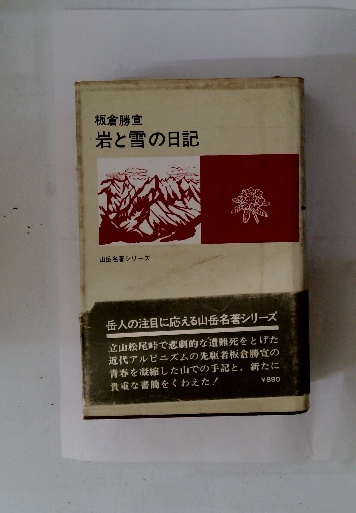 板倉勝宣
岩と雪の日記
山岳名著シリーズ
岳人の注目に応える山岳名著シリーズ
立山松尾峠で悲劇的な遭難死をとげた
近代アルピニズムの先駆者板倉勝宣の
青春を凝縮した山での手記と、新たに
貴重な書簡をくわえた！
￥890